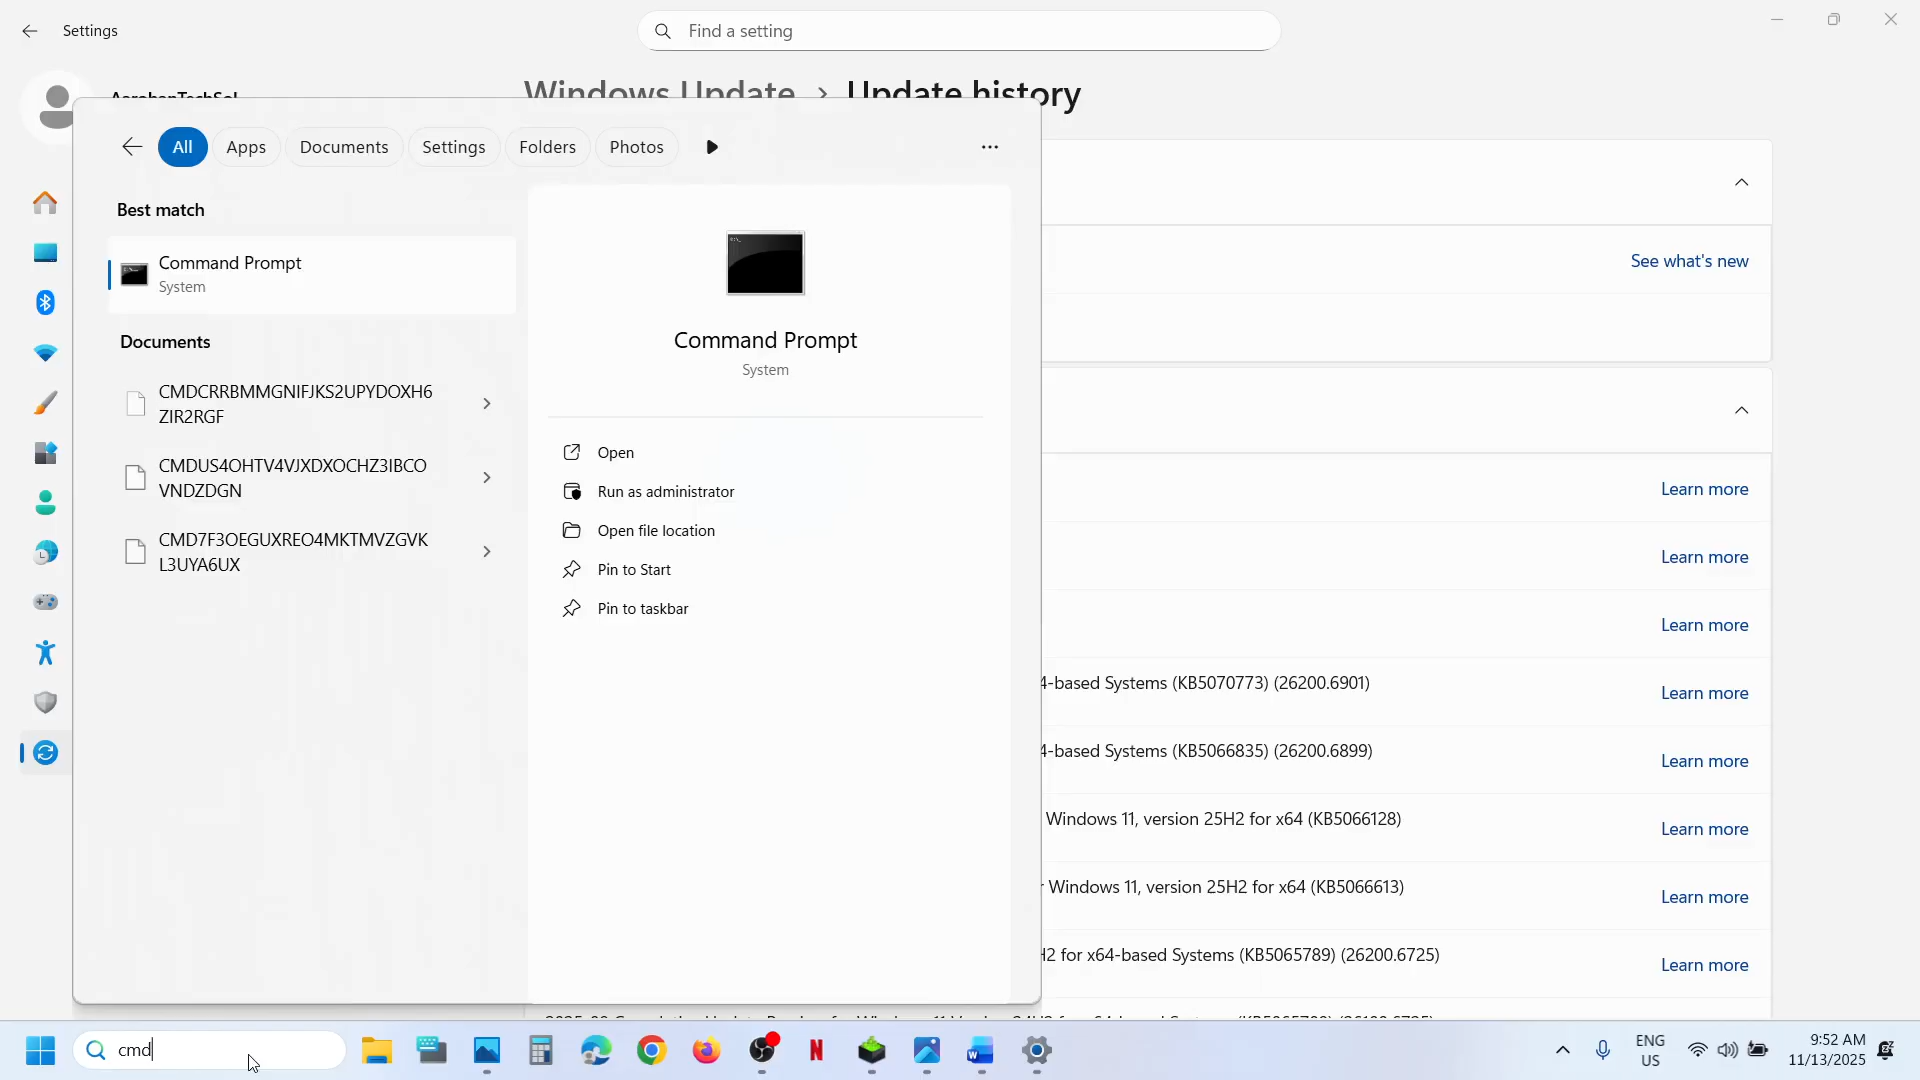 Settings
Find a setting
Windows Update > Update history
All
Apps
Documents
Settings
Folders
Photos
Best match
Command Prompt
System
Documents
CMDCRRBMMGNIFJKS2UPYDOXH6
ZIR2RGF
CMDUS4OHTV4VJXDXOCHZ3IBCO
VNDZDGN
CMD7F3OEGUXREO4MKTMVZGVK
L3UYA6UX
Command Prompt
System
Open
Run as administrator
Open file location
Pin to Start
Pin to taskbar
See what's new
Learn more
Learn more
Learn more
4-based Systems (KB5070773) (26200.6901)
Learn more
4-based Systems (KB5066835) (26200.6899)
Learn more
Windows 11, version 25H2 for x64 (KB5066128)
Learn more
Windows 11, version 25H2 for x64 (KB5066613)
Learn more
H2 for x64-based Systems (KB5065789) (26200.6725)
Learn more
cmd
ENG
US
9:52 AM
11/13/2025